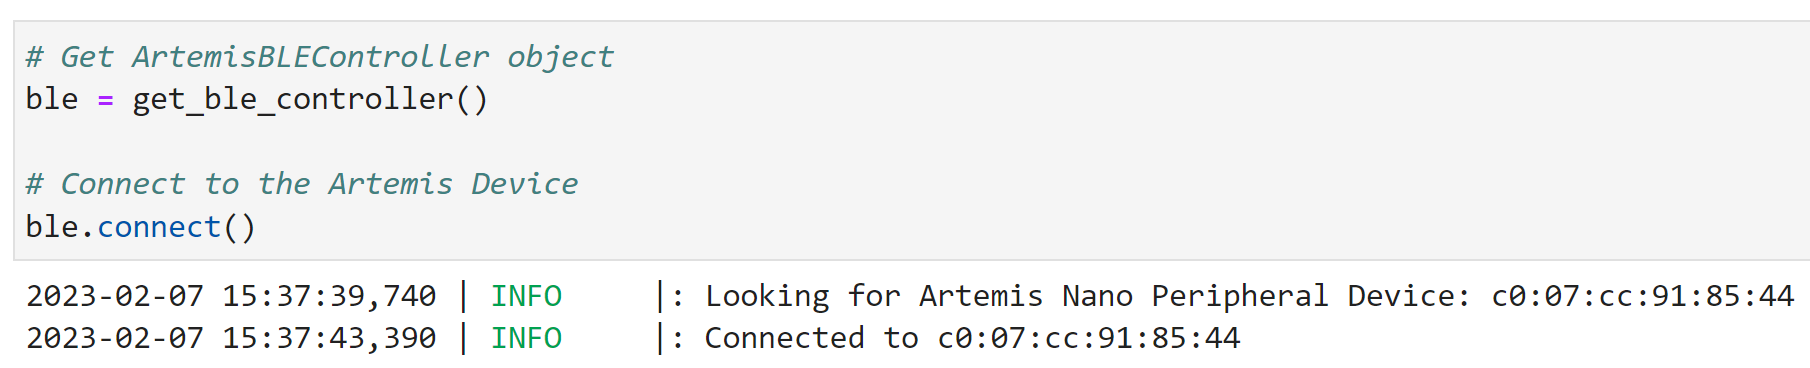 # Get ArtemisBLEController object
ble = get_ble_controller()
# Connect to the Artemis Device
ble.connect()
2023-02-07 15:37:39,740 | INFO     |: Looking for Artemis Nano Peripheral Device: c0:07:cc:91:85:44
2023-02-07 15:37:43,390 | INFO     |: Connected to c0:07:cc:91:85:44